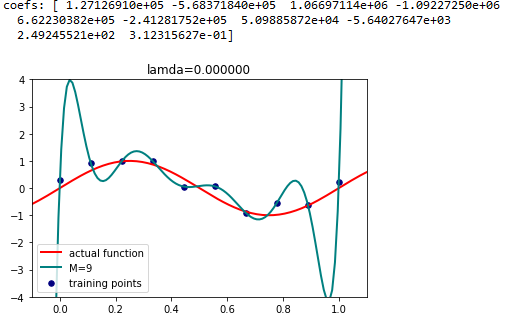 coefs: [ 1.27126910e+05 -5.68371840e+05  1.06697114e+06 -1.09227250e+06
6.62230382e+05 -2.41281752e+05  5.09885872e+04 -5.64027647e+03
2.49245521e+02  3.12315627e-01]
lamda=0.000000
4
3
2
1
0
-1
-2
-3
-4
actual function
M=9
training points
0.0 0.2 0.4 0.6 0.8 1.0